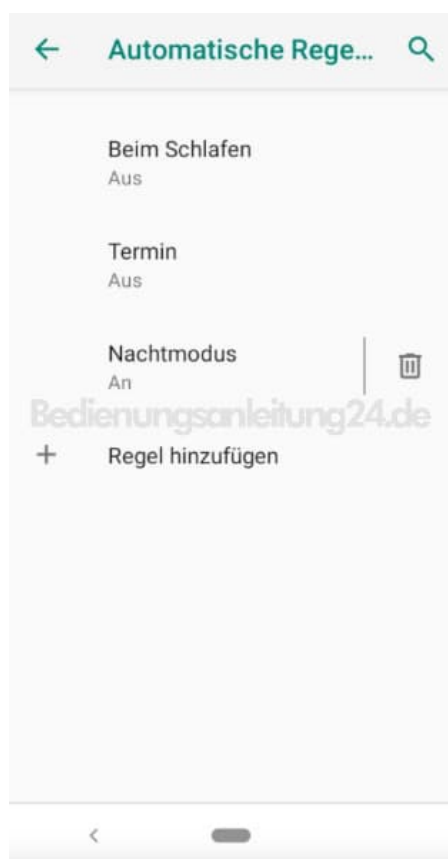 Automatische Rege...
Beim Schlafen
Aus
Termin
Aus
Nachtmodus
An
Bedienungsanleitung24.de
Regel hinzufügen